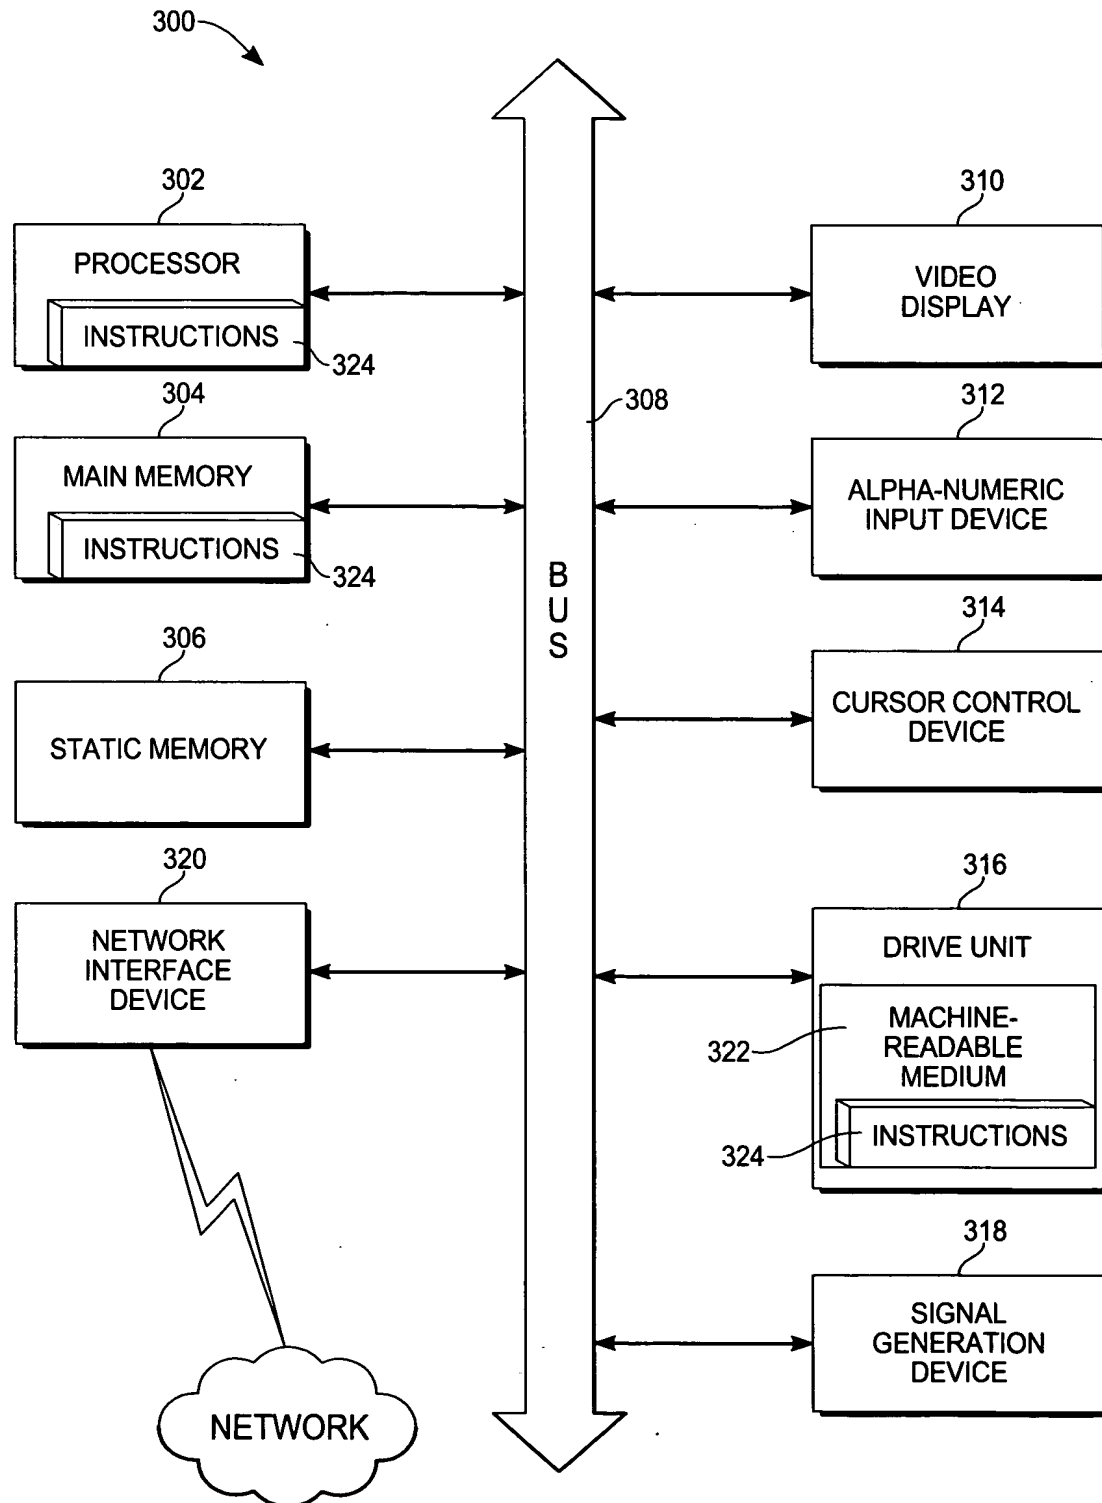 300
302
PROCESSOR
INSTRUCTIONS
324
304
MAIN MEMORY
INSTRUCTIONS
324
306
STATIC MEMORY
320
NETWORK
INTERFACE
DEVICE
NETWORK
308
B
U
S
310
VIDEO
DISPLAY
312
ALPHA-NUMERIC
INPUT DEVICE
314
CURSOR CONTROL
DEVICE
316
DRIVE UNIT
322
MACHINE-
READABLE
MEDIUM
324
INSTRUCTIONS
318
SIGNAL
GENERATION
DEVICE